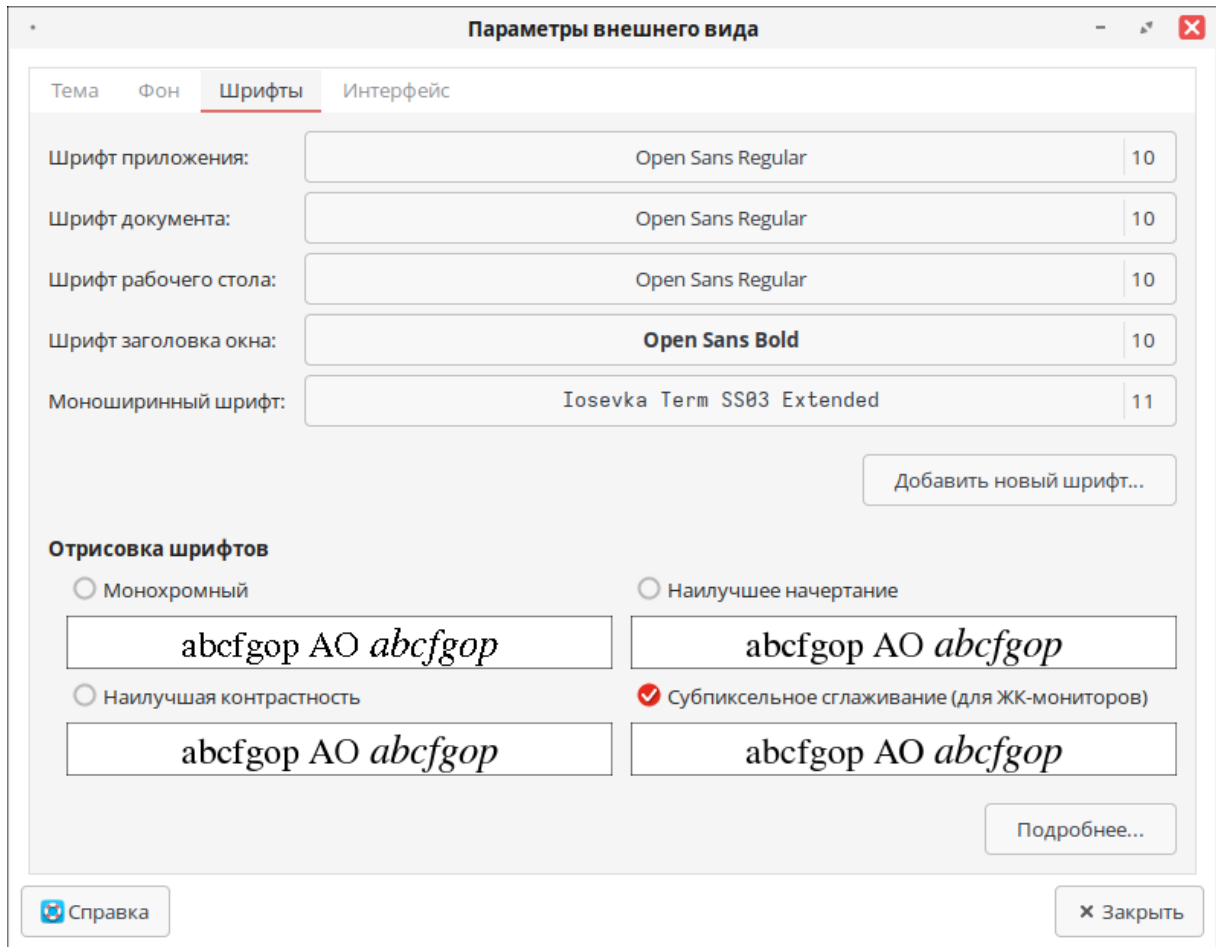 Параметры внешнего вида
Тема Фон Шрифты Интерфейс
Шрифт приложения: Open Sans Regular 10
Шрифт документа: Open Sans Regular 10
Шрифт рабочего стола: Open Sans Regular 10
Шрифт заголовка окна: Open Sans Bold 10
Моноширинный шрифт: Iosevka Term SS03 Extended 11
Добавить новый шрифт...
Отрисовка шрифтов
Монохромный Наилучшее начертание
abcfgop AO abcfgop abcfgop AO abcfgop
Наилучшая контрастность Субпиксельное сглаживание (для ЖК-мониторов)
abcfgop AO abcfgop abcfgop AO abcfgop
Подробнее...
Справка Закрыть